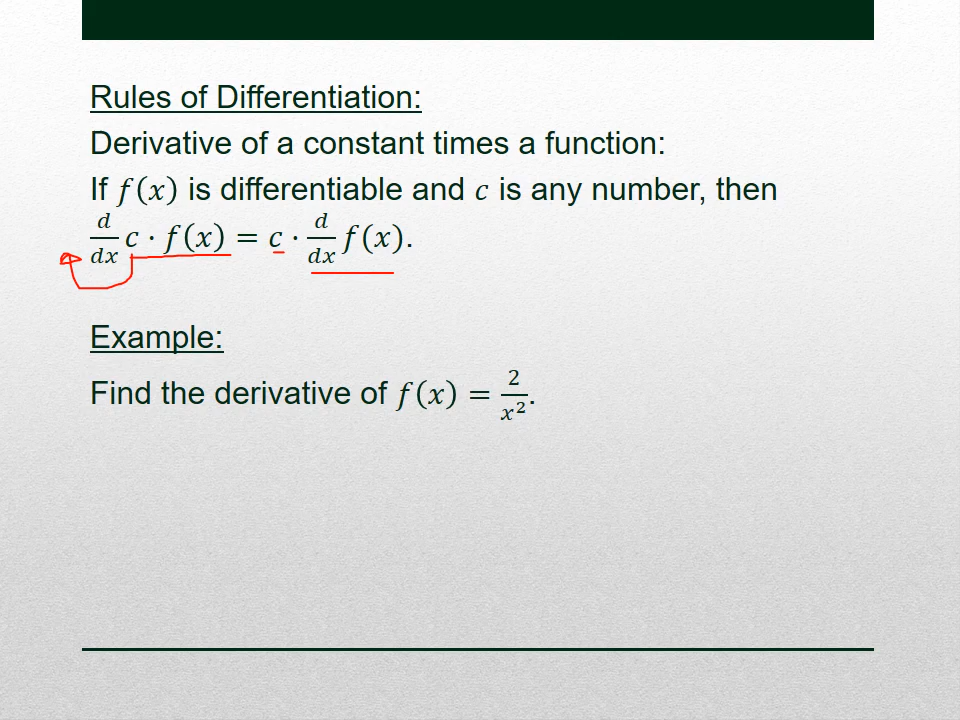 Rules of Differentiation:
Derivative of a constant times a function:
If f(x) is differentiable and c is any number, then
d/dx c · f(x) = c · d/dx f(x).
Example:
Find the derivative of f(x) = 2/x².